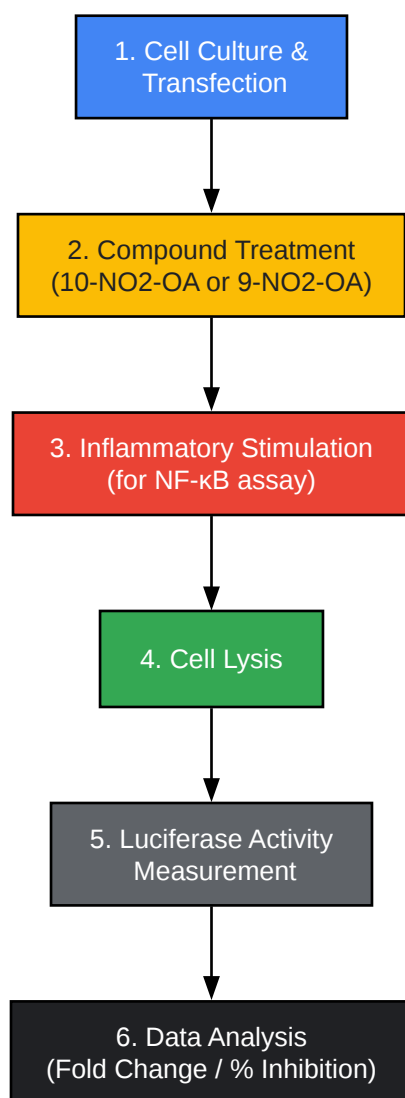 1. Cell Culture &
Transfection
2. Compound Treatment
(10-NO2-OA or 9-NO2-OA)
3. Inflammatory Stimulation
(for NF-κB assay)
4. Cell Lysis
5. Luciferase Activity
Measurement
6. Data Analysis
(Fold Change / % Inhibition)